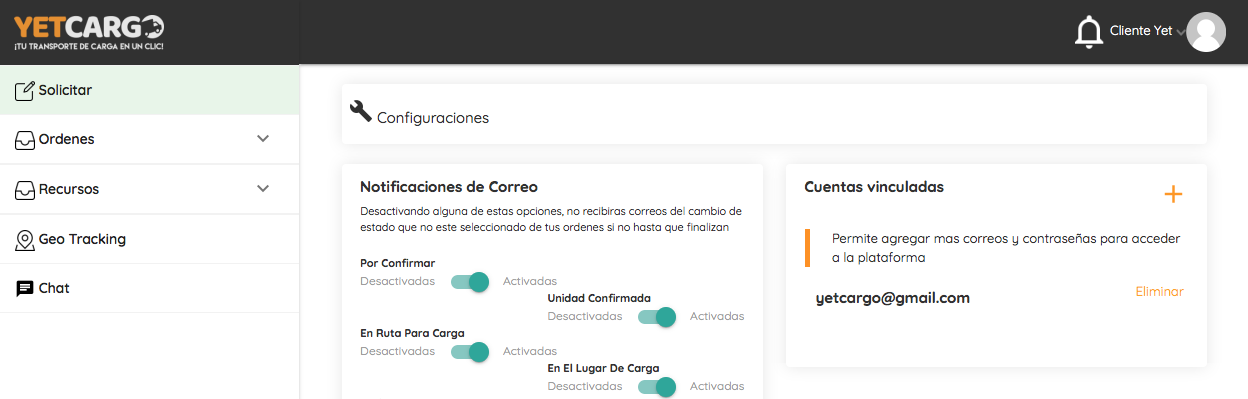 YETCARGO
¡TU TRANSPORTE DE CARGA EN UN CLIC!
Cliente Yet
Solicitar
Ordenes
Recursos
Geo Tracking
Chat
Configuraciones
Notificaciones de Correo
Desactivando alguna de estas opciones, no recibiras correos del cambio de
estado que no este seleccionado de tus ordenes si no hasta que finalizan
Por Confirmar
Desactivadas Activadas
Unidad Confirmada
Desactivadas Activadas
En Ruta Para Carga
Desactivadas Activadas
En El Lugar De Carga
Desactivadas Activadas
Cuentas vinculadas
Permite agregar mas correos y contraseñas para acceder
a la plataforma
yetcargo@gmail.com
Eliminar